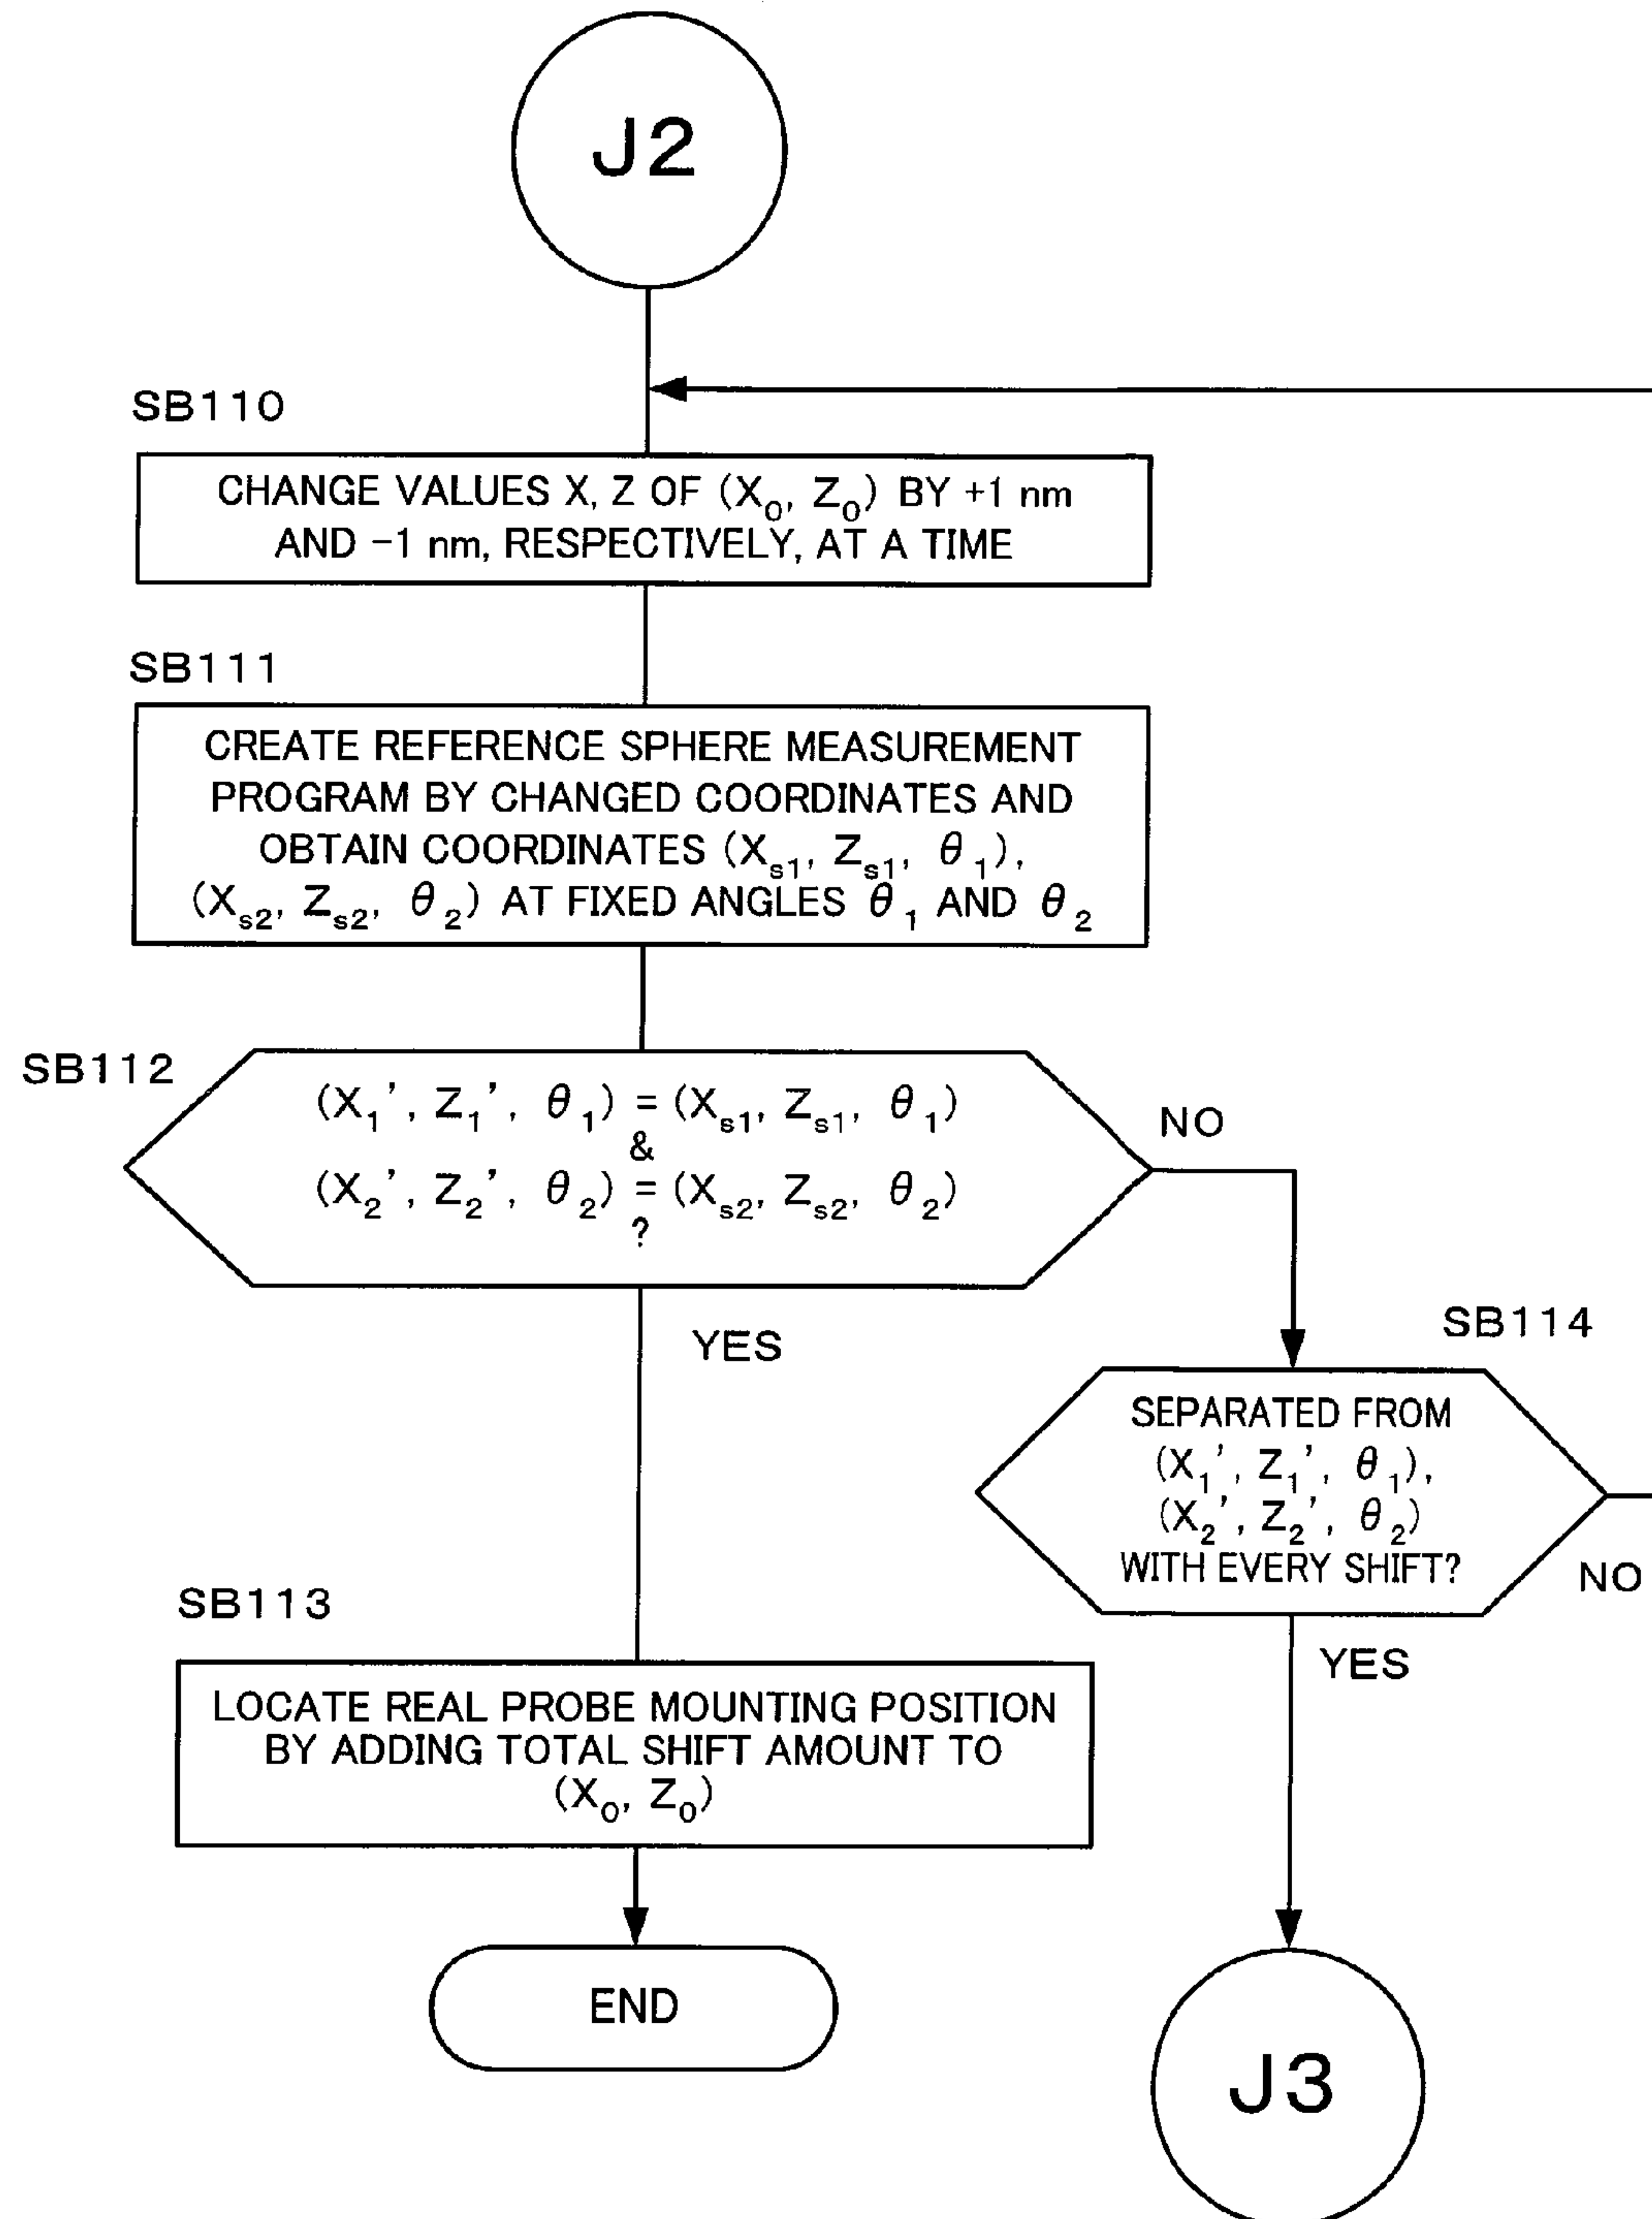 J2
SB110
CHANGE VALUES X, Z OF (X₀, Z₀) BY +1 nm
AND −1 nm, RESPECTIVELY, AT A TIME
SB111
CREATE REFERENCE SPHERE MEASUREMENT
PROGRAM BY CHANGED COORDINATES AND
OBTAIN COORDINATES (Xₛ₁, Zₛ₁, θ₁),
(Xₛ₂, Zₛ₂, θ₂) AT FIXED ANGLES θ₁ AND θ₂
SB112
(X₁', Z₁', θ₁) = (Xₛ₁, Zₛ₁, θ₁)
&
(X₂', Z₂', θ₂) = (Xₛ₂, Zₛ₂, θ₂)
?
NO
YES
SB114
SEPARATED FROM
(X₁', Z₁', θ₁),
(X₂', Z₂', θ₂)
WITH EVERY SHIFT?
NO
YES
SB113
LOCATE REAL PROBE MOUNTING POSITION
BY ADDING TOTAL SHIFT AMOUNT TO
(X₀, Z₀)
END
J3